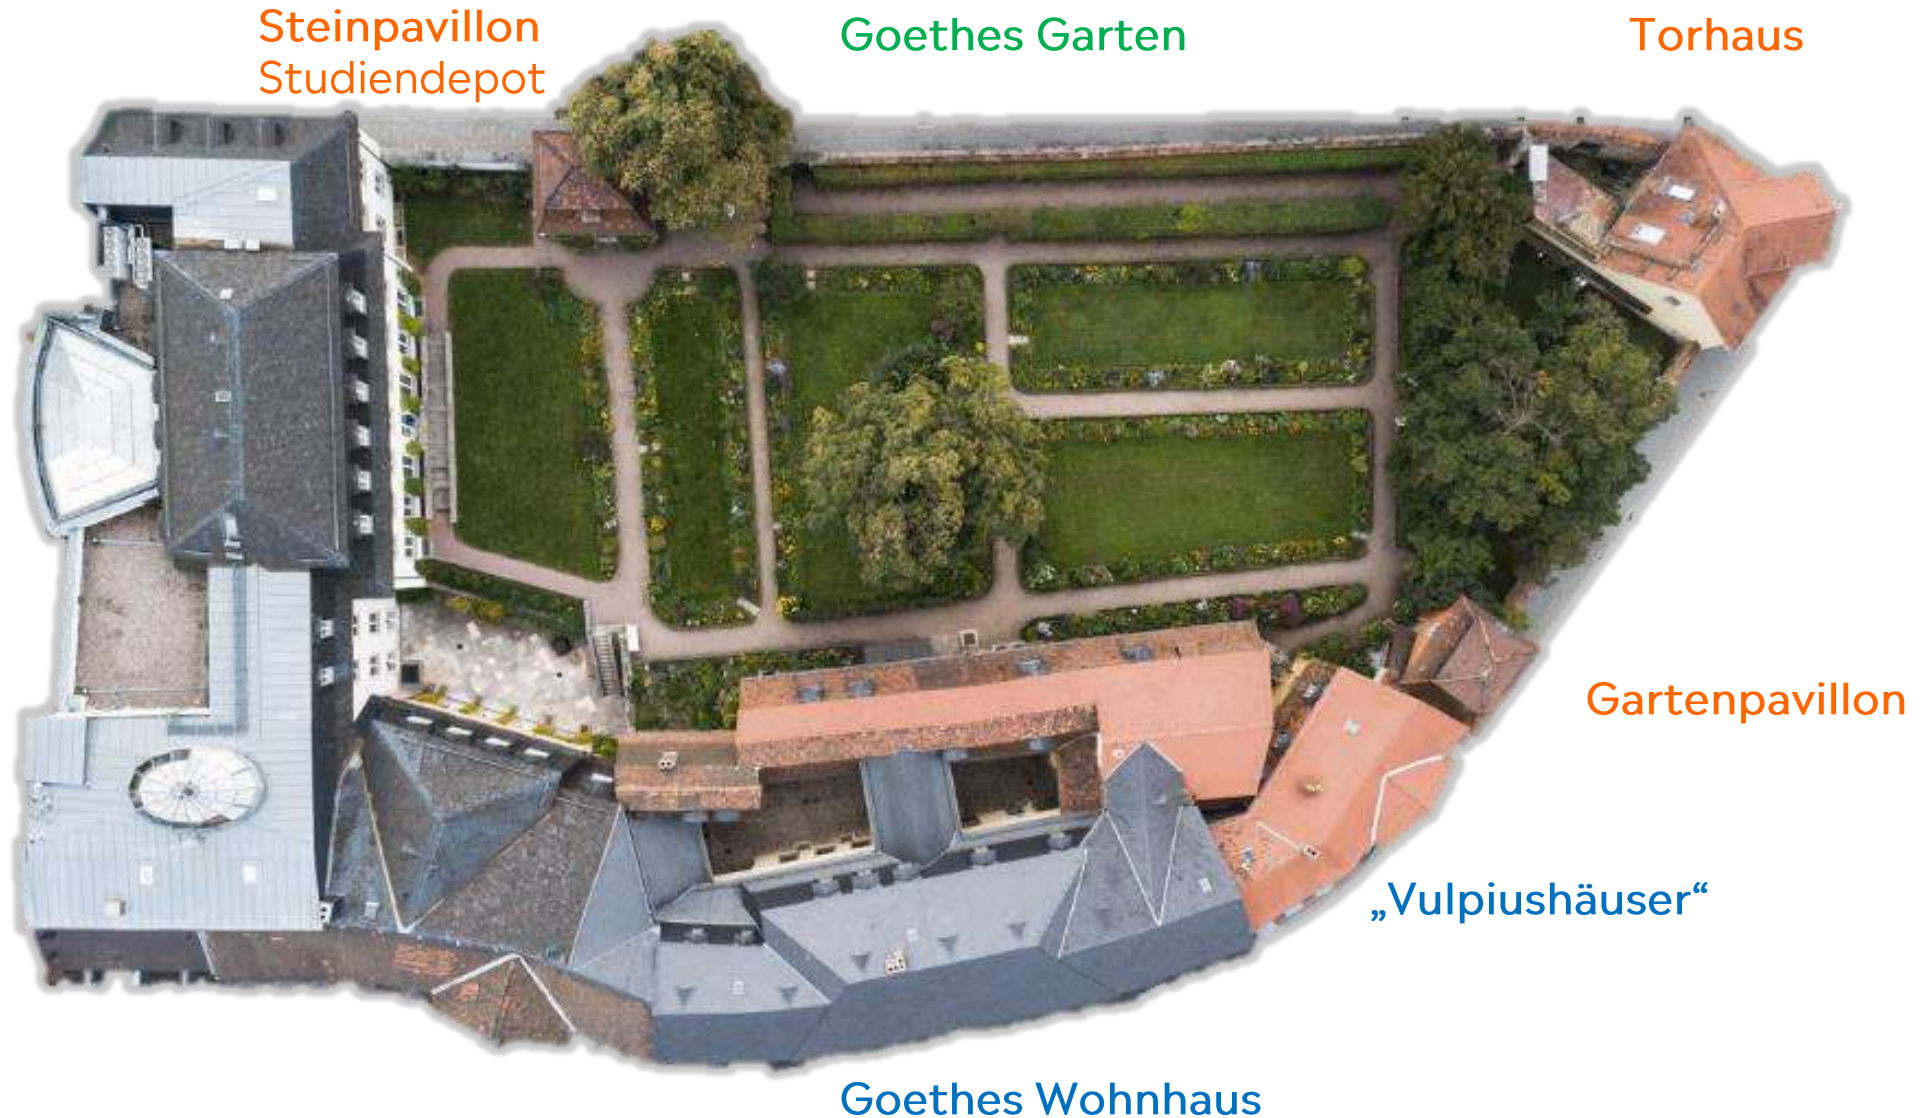 Steinpavillon
Studiendepot
Goethes Garten
Torhaus
Gartenpavillon
„Vulpiushäuser“
Goethes Wohnhaus